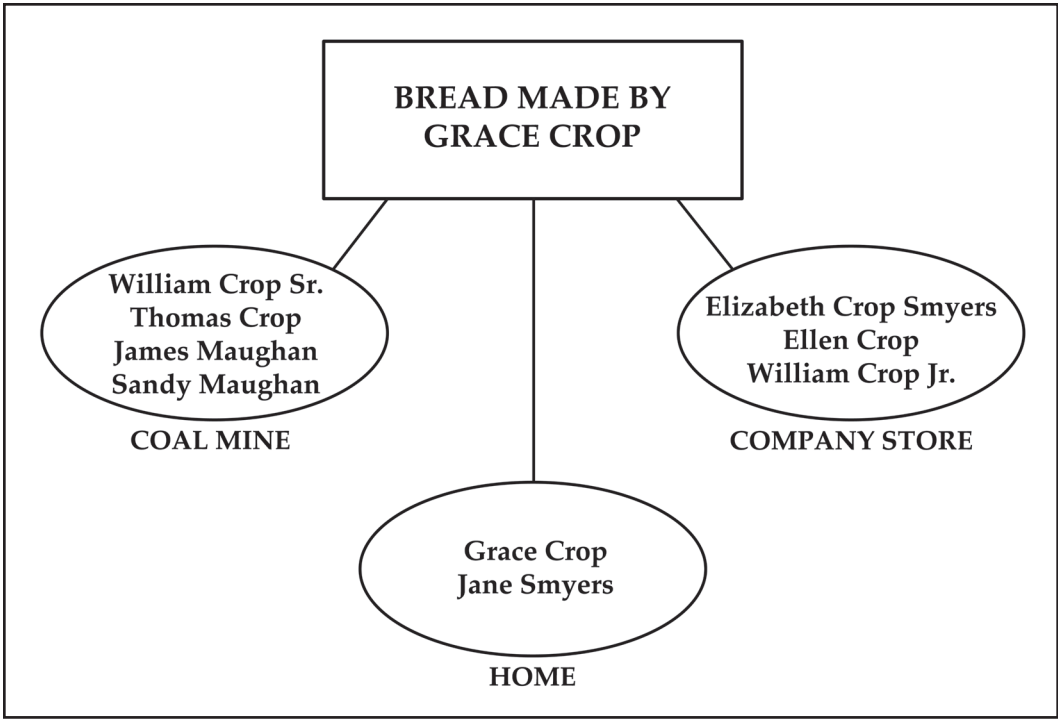 BREAD MADE BY
GRACE CROP
William Crop Sr.
Thomas Crop
James Maughan
Sandy Maughan
COAL MINE
Elizabeth Crop Smyers
Ellen Crop
William Crop Jr.
COMPANY STORE
Grace Crop
Jane Smyers
HOME